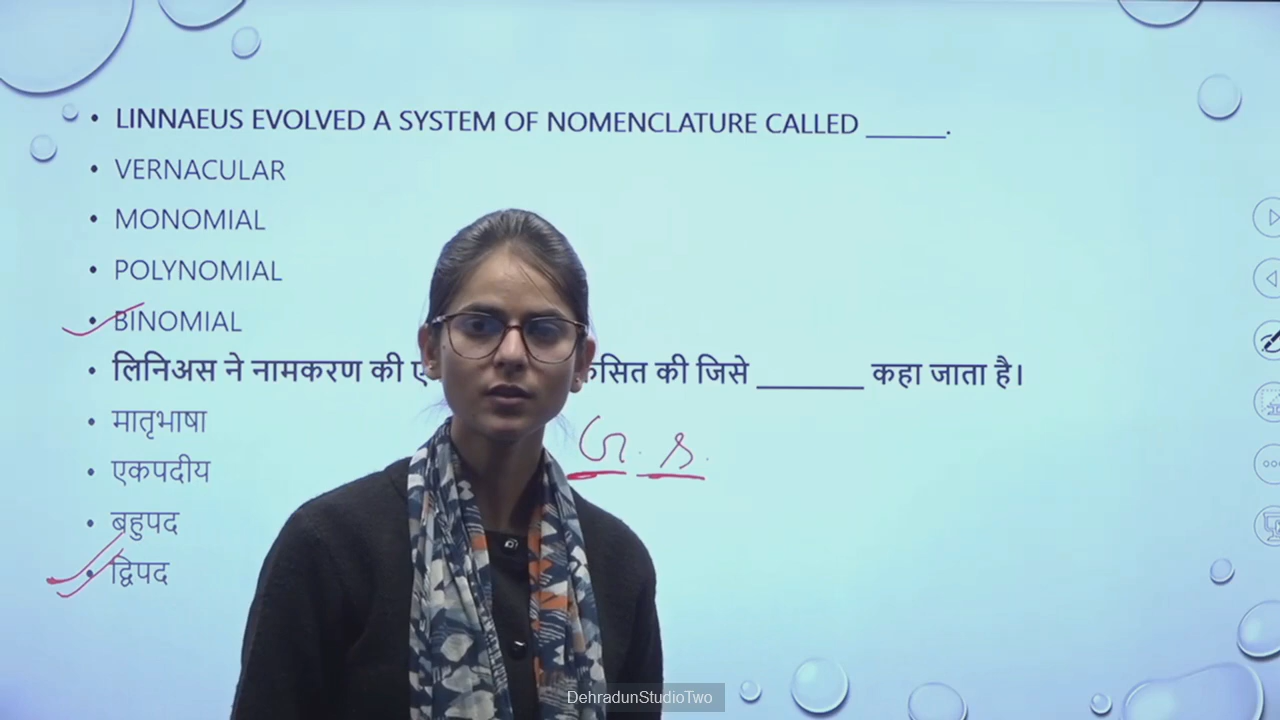 • LINNAEUS EVOLVED A SYSTEM OF NOMENCLATURE CALLED ______.
• VERNACULAR
• MONOMIAL
• POLYNOMIAL
• BINOMIAL
• लिनिअस ने नामकरण की कसित की जिसे ________ कहा जाता है।
• मातृभाषा
• एकपदीय
G. s.
• बहुपद
• द्विपद
DehradunStudioTwo